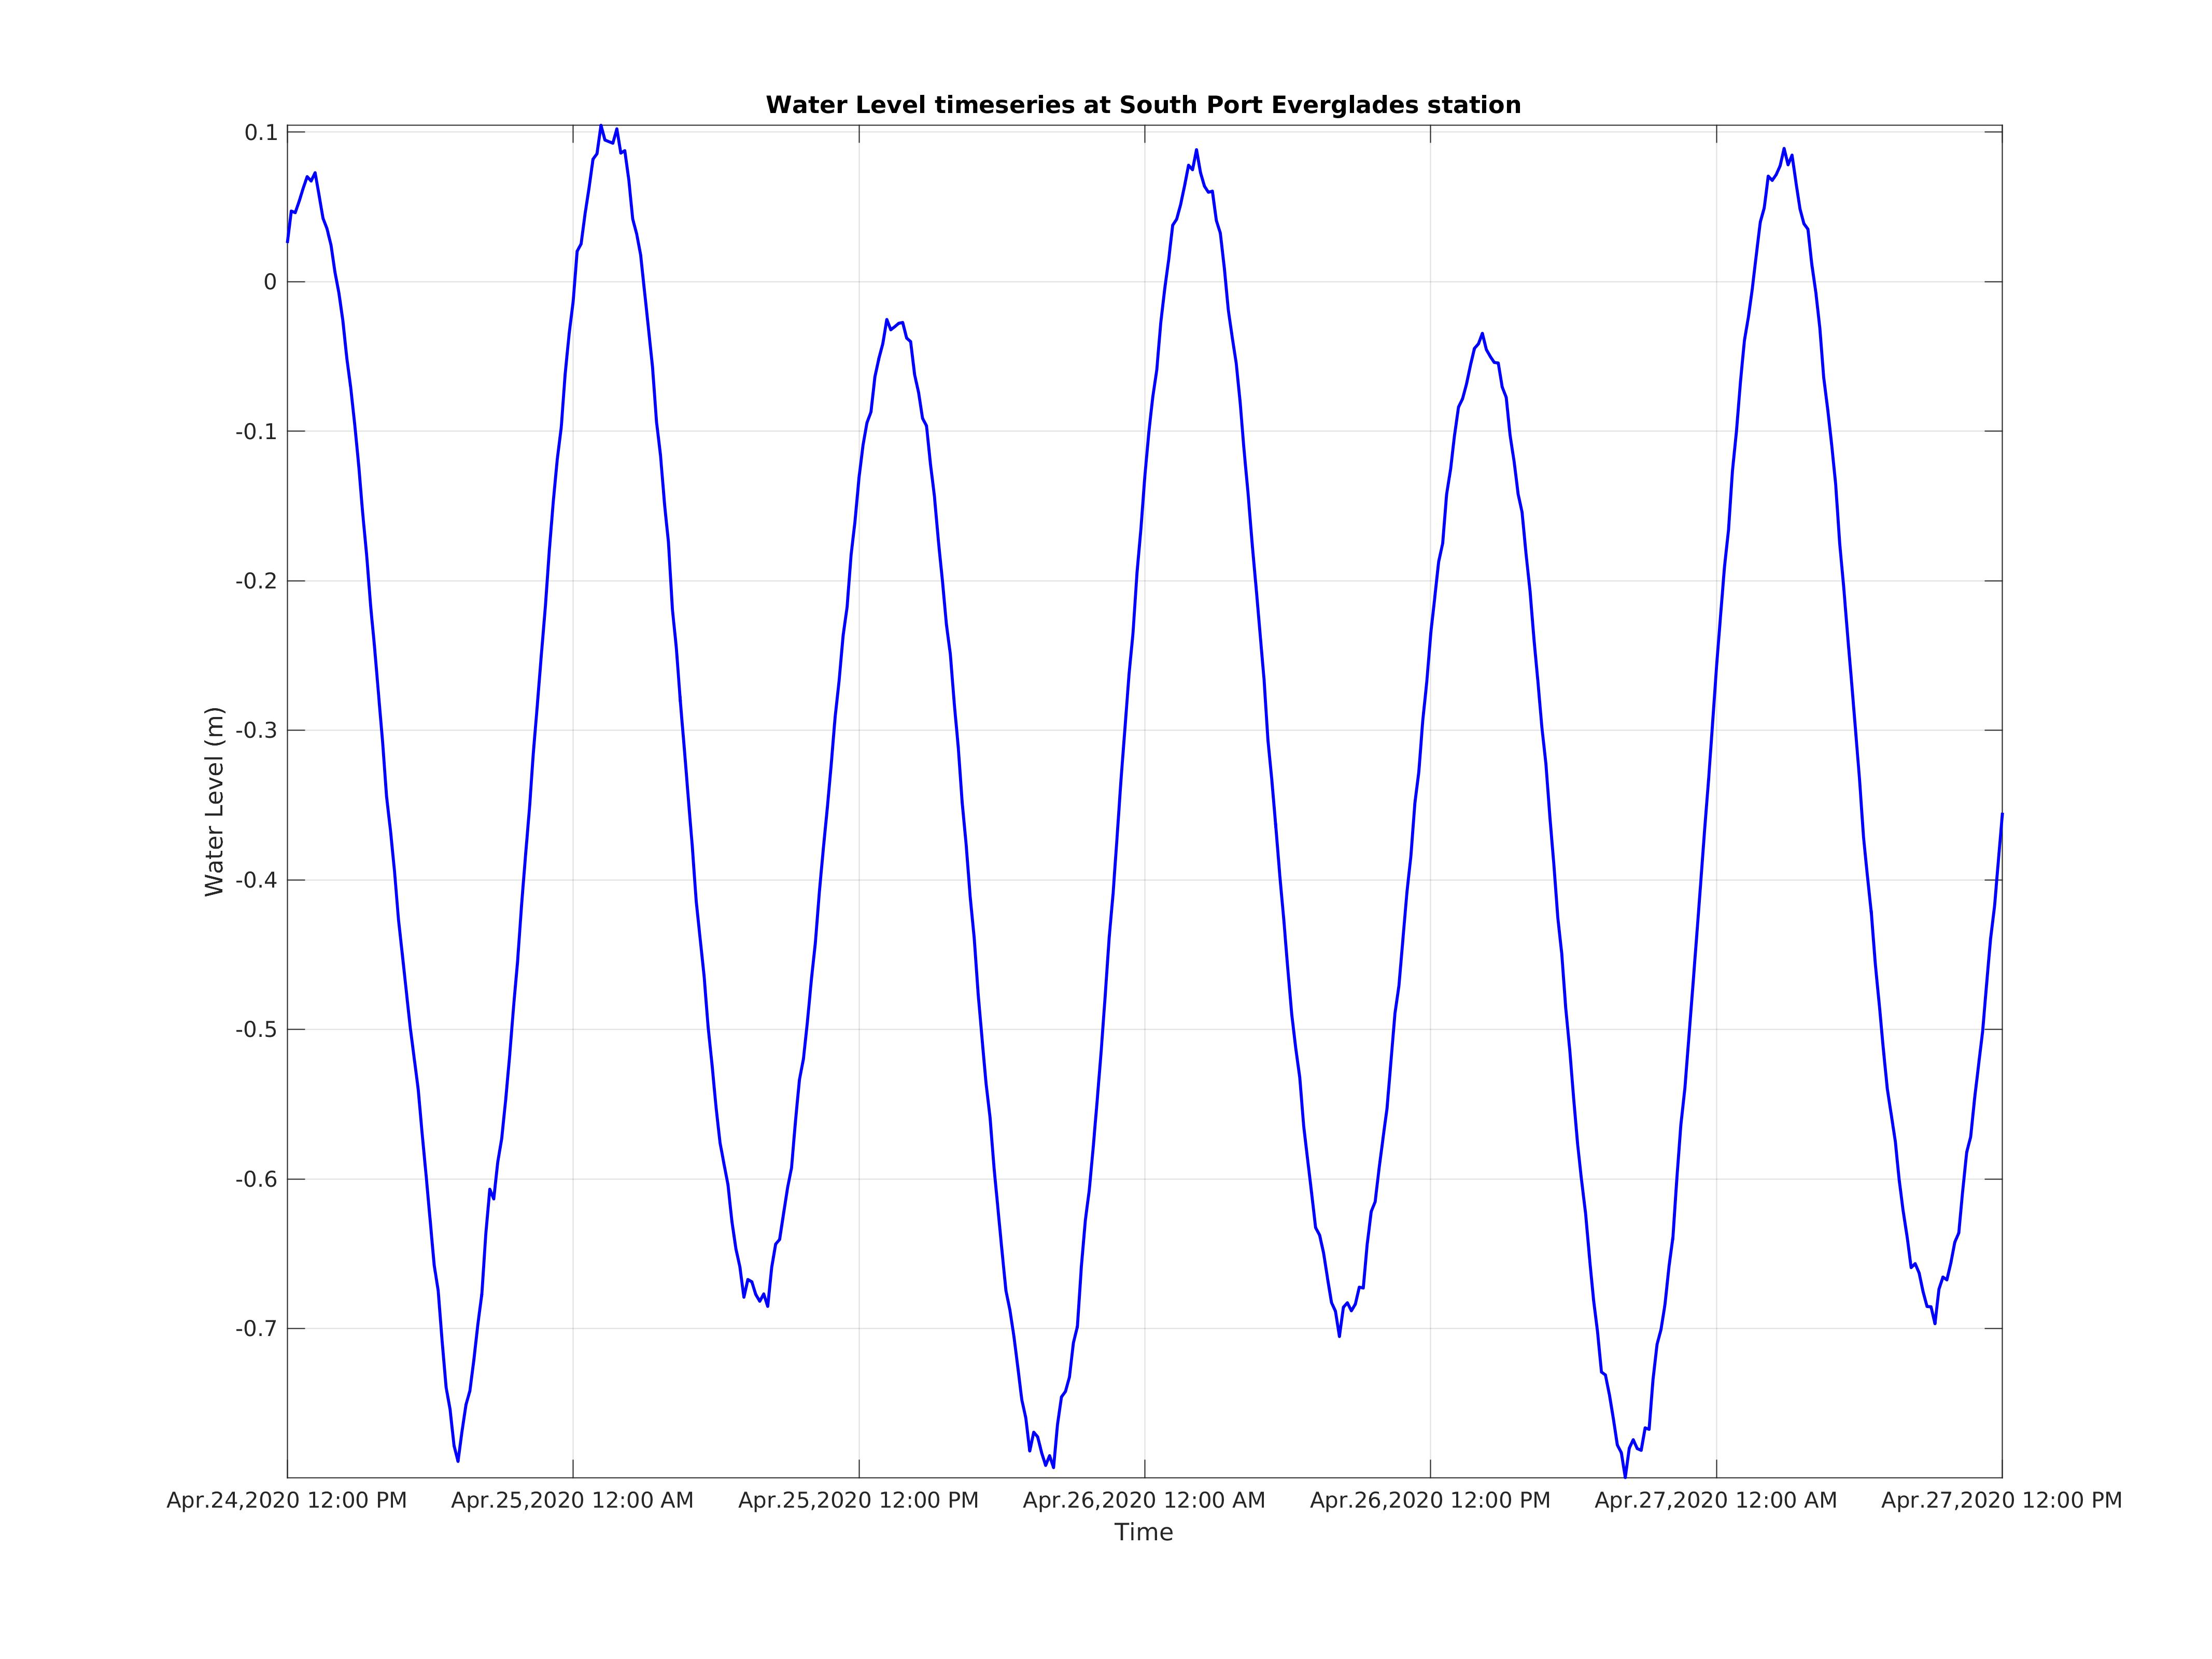 Water Level timeseries at South Port Everglades station
0.1
0
-0.1
-0.2
-0.3
-0.4
-0.5
-0.6
-0.7
Water Level (m)
Apr.24,2020 12:00 PM
Apr.25,2020 12:00 AM
Apr.25,2020 12:00 PM
Apr.26,2020 12:00 AM
Apr.26,2020 12:00 PM
Apr.27,2020 12:00 AM
Apr.27,2020 12:00 PM
Time